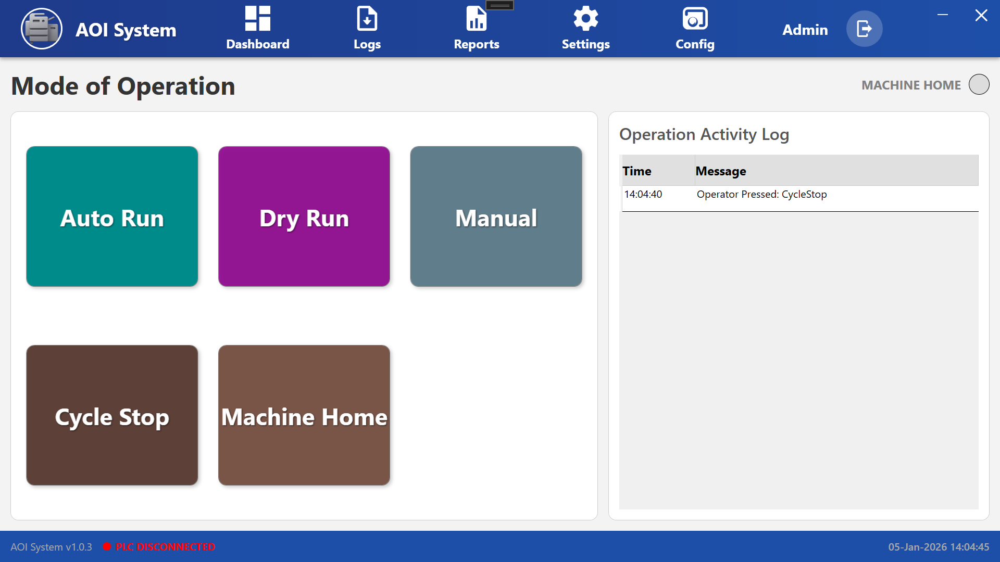 AOI System
Dashboard
Logs
Reports
Settings
Config
Admin
Mode of Operation
MACHINE HOME
Auto Run
Dry Run
Manual
Cycle Stop
Machine Home
Operation Activity Log
Time Message
14:04:40 Operator Pressed: CycleStop
AOI System v1.0.3
PLC DISCONNECTED
05-Jan-2026 14:04:45